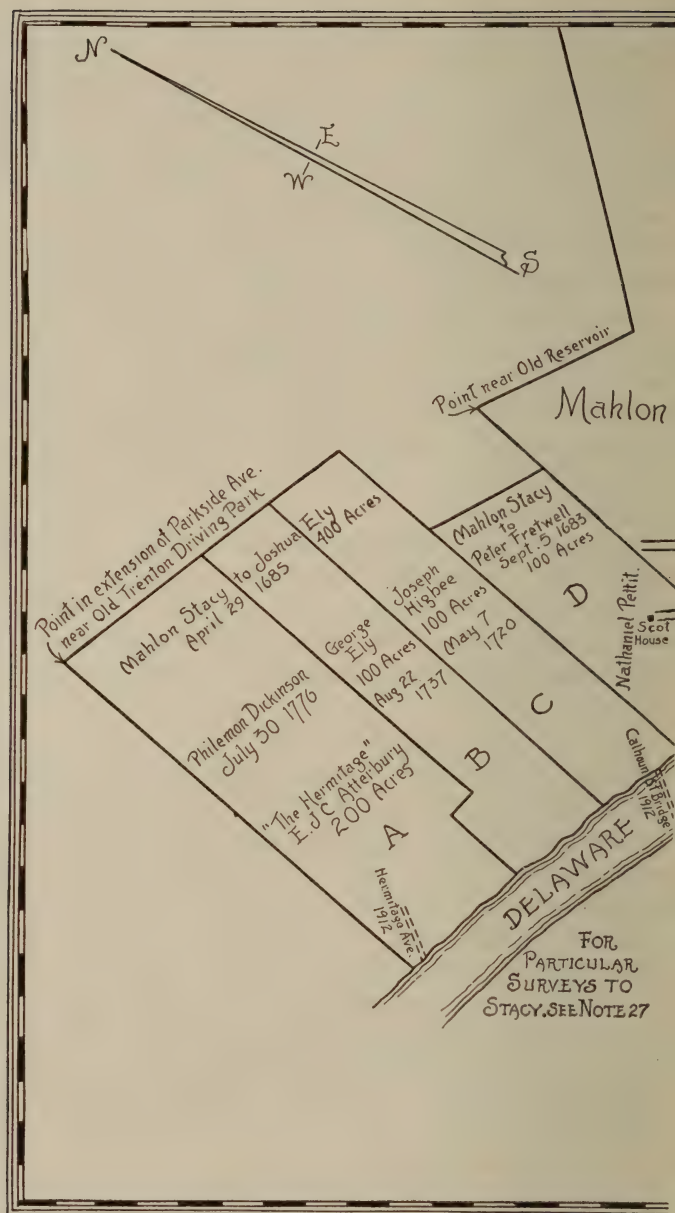 N
E
W
S
Point near Old Reservoir
Mahlon
Point in extension of Parkside Ave.
near Old Trenton Driving Park
Mahlon Stacy to Joshua Ely
April 29 1685 400 Acres
Mahlon Stacy
to
Peter Fretwell
Sept. 5 1683
100 Acres
D
Nathaniel Pettit.
Scot
House
Joseph
Higbee
100 Acres
May 7
1720
C
George
Ely
100 Acres
Aug 22
1737
B
Philemon Dickinson
July 30 1776
"The Hermitage"
E.J.C Atterbury
200 Acres
A
Hermitage Ave.
1912
Calhoun St Bridge
1912
DELAWARE
FOR
PARTICULAR
SURVEYS TO
STACY. SEE NOTE 27